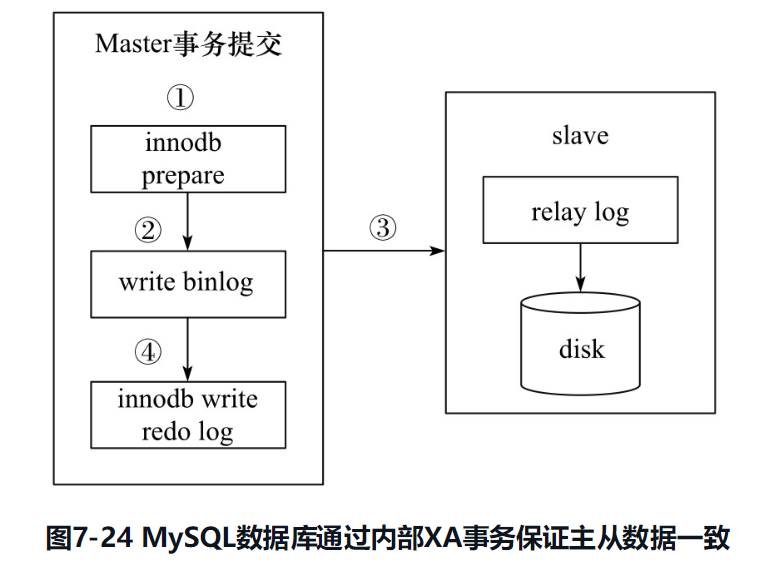 Master事务提交
①
innodb
prepare
②
write binlog
④
innodb write
redo log
③
slave
relay log
disk
图7-24 MySQL数据库通过内部XA事务保证主从数据一致